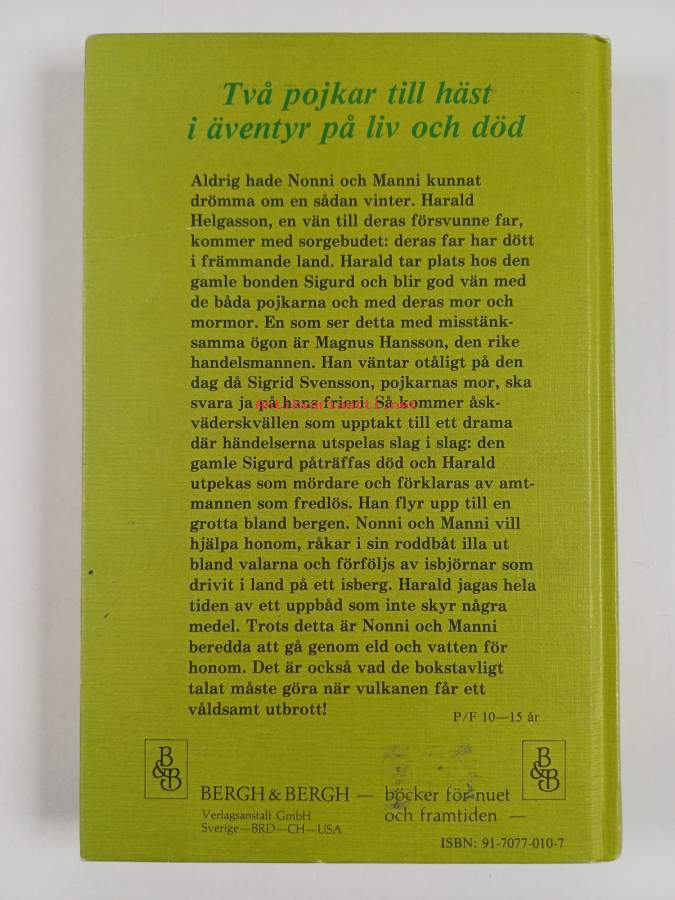 Två pojkar till häst
i äventyr på liv och död
Aldrig hade Nonni och Manni kunnat
drömma om en sådan vinter. Harald
Helgasson, en vän till deras försvunne far,
kommer med sorgebudet: deras far har dött
i främmande land. Harald tar plats hos den
gamle bonden Sigurd och blir god vän med
de båda pojkarna och med deras mor och
mormor. En som ser detta med misstänk-
samma ögon är Magnus Hansson, den rike
handelsmannen. Han väntar otåligt på den
dag då Sigrid Svensson, pojkarnas mor, ska
svara ja på hans frieri. Så kommer åsk-
väderskvällen som upptakt till ett drama
där händelserna utspelas slag i slag: den
gamle Sigurd påträffas död och Harald
utpekas som mördare och förklaras av amt-
mannen som fredlös. Han flyr upp till en
grotta bland bergen. Nonni och Manni vill
hjälpa honom, råkar i sin roddbåt illa ut
bland valarna och förföljs av isbjörnar som
drivit i land på ett isberg. Harald jagas hela
tiden av ett uppbåd som inte skyr några
medel. Trots detta är Nonni och Manni
beredda att gå genom eld och vatten för
honom. Det är också vad de bokstavligt
talat måste göra när vulkanen får ett
våldsamt utbrott!
P/F 10—15 år
B&B
BERGH & BERGH — böcker för nuet
och framtiden —
Verlagsanstalt GmbH
Sverige—BRD—CH—USA
B&B
ISBN: 91-7077-010-7